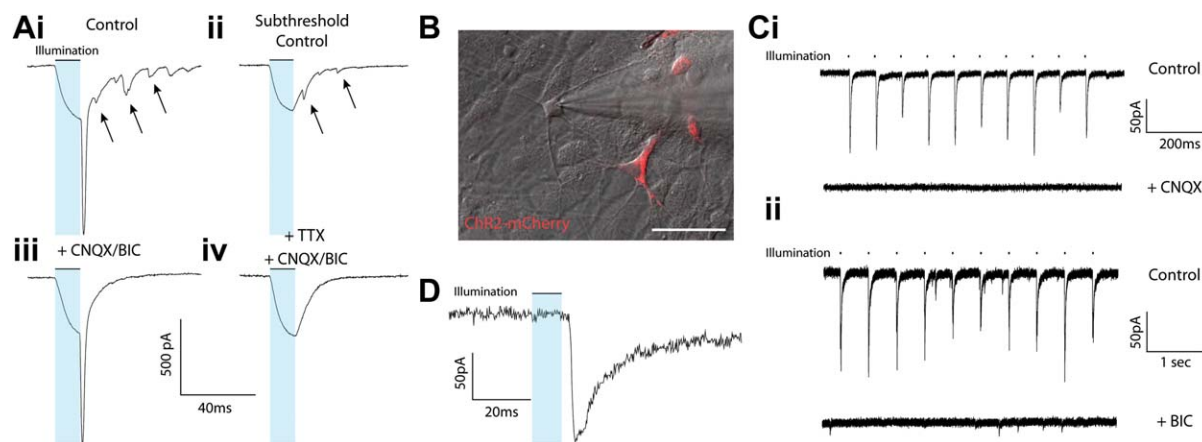 Ai
Control
Illumination
ii
Subthreshold
Control
iii
+ CNQX/BIC
500 pA
40ms
iv
+ TTX
+ CNQX/BIC
B
ChR2-mCherry
D
Illumination
50pA
20ms
Ci
Illumination
Control
50pA
200ms
+ CNQX
ii
Illumination
Control
50pA
1 sec
+ BIC